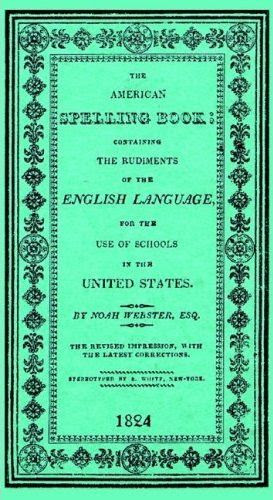 THE
AMERICAN
SPELLING BOOK:
CONTAINING
THE RUDIMENTS
OF THE
ENGLISH LANGUAGE,
FOR THE
USE OF SCHOOLS
IN THE
UNITED STATES.
BY NOAH WEBSTER, ESQ.
THE REVISED IMPRESSION, WITH
THE LATEST CORRECTIONS.
STEREOTYPED BY E. WHITE, NEW-YORK.
1824